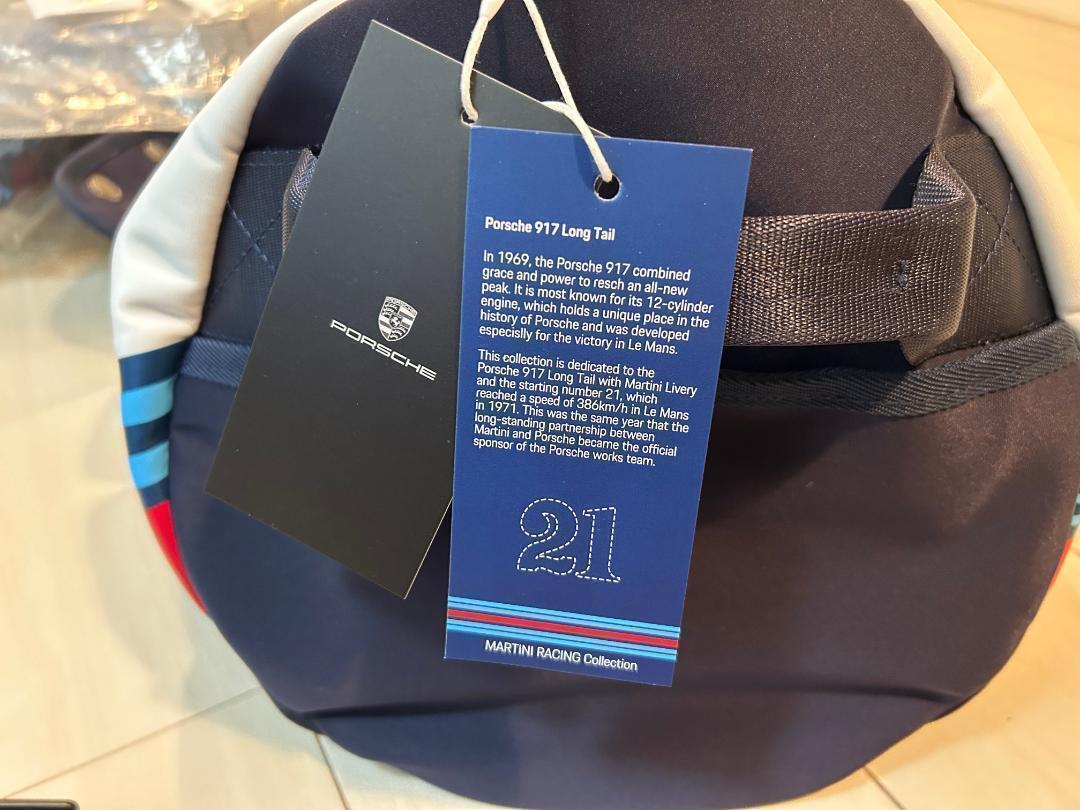 PORSCHE
Porsche 917 Long Tail
In 1969, the Porsche 917 combined
grace and power to resch an all-new
peak. It is most known for its 12-cylinder
engine, which holds a unique place in the
history of Porsche and was developed
especislly for the victory in Le Mans.
This collection is dedicated to the
Porsche 917 Long Tail with Martini Livery
and the starting number 21, which
reached a speed of 386km/h in Le Mans
in 1971. This was the same year that the
long-standing partnership between
Martini and Porsche became the official
sponsor of the Porsche works team.
21
MARTINI RACING Collection